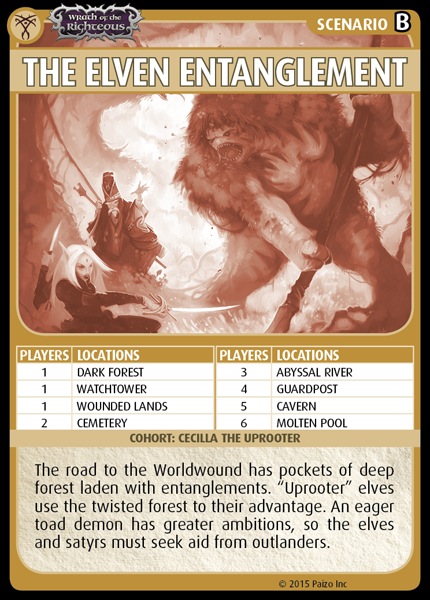 Wrath of the
Righteous
SCENARIO B
THE ELVEN ENTANGLEMENT
PLAYERS LOCATIONS PLAYERS LOCATIONS
1 DARK FOREST 3 ABYSSAL RIVER
1 WATCHTOWER 4 GUARDPOST
1 WOUNDED LANDS 5 CAVERN
2 CEMETERY 6 MOLTEN POOL
COHORT: CECILLA THE UPROOTER
The road to the Worldwound has pockets of deep
forest laden with entanglements. “Uprooter” elves
use the twisted forest to their advantage. An eager
toad demon has greater ambitions, so the elves
and satyrs must seek aid from outlanders.
© 2015 Paizo Inc